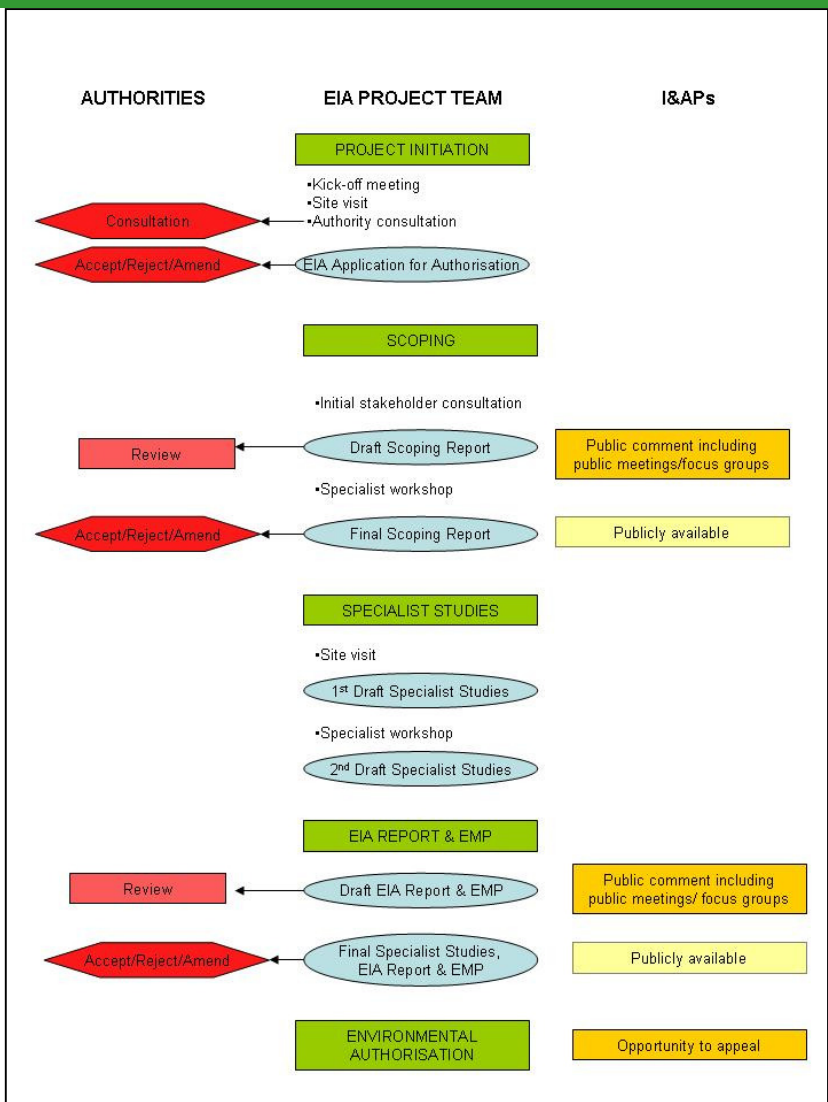 AUTHORITIES EIA PROJECT TEAM I&APs
PROJECT INITIATION
▪Kick-off meeting
▪Site visit
Consultation ▪Authority consultation
Accept/Reject/Amend EIA Application for Authorisation
SCOPING
▪Initial stakeholder consultation
Review Draft Scoping Report
Public comment including
public meetings/focus groups
▪Specialist workshop
Accept/Reject/Amend Final Scoping Report Publicly available
SPECIALIST STUDIES
▪Site visit
1st Draft Specialist Studies
▪Specialist workshop
2nd Draft Specialist Studies
EIA REPORT & EMP
Review Draft EIA Report & EMP
Public comment including
public meetings/ focus groups
Accept/Reject/Amend
Final Specialist Studies,
EIA Report & EMP
Publicly available
ENVIRONMENTAL
AUTHORISATION
Opportunity to appeal